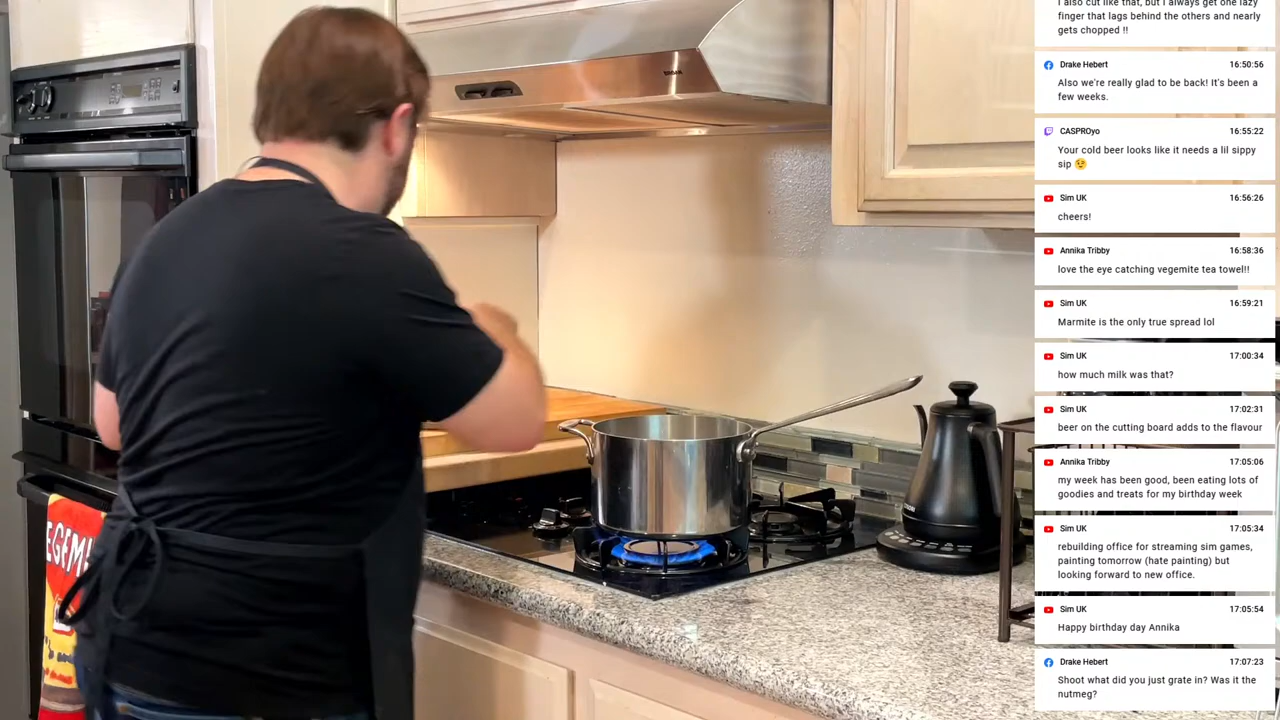 I also cut like that, but I always get one lazy
finger that lags behind the others and nearly
gets chopped !!
Drake Hebert 16:50:56
Also we're really glad to be back! It's been a
few weeks.
CASPROyo 16:55:22
Your cold beer looks like it needs a lil sippy
sip 😉
Sim UK 16:56:26
cheers!
Annika Tribby 16:58:36
love the eye catching vegemite tea towel!!
Sim UK 16:59:21
Marmite is the only true spread lol
Sim UK 17:00:34
how much milk was that?
Sim UK 17:02:31
beer on the cutting board adds to the flavour
Annika Tribby 17:05:06
my week has been good, been eating lots of
goodies and treats for my birthday week
Sim UK 17:05:34
rebuilding office for streaming sim games,
painting tomorrow (hate painting) but
looking forward to new office.
Sim UK 17:05:54
Happy birthday day Annika
Drake Hebert 17:07:23
Shoot what did you just grate in? Was it the
nutmeg?
BROAN
EGEMI